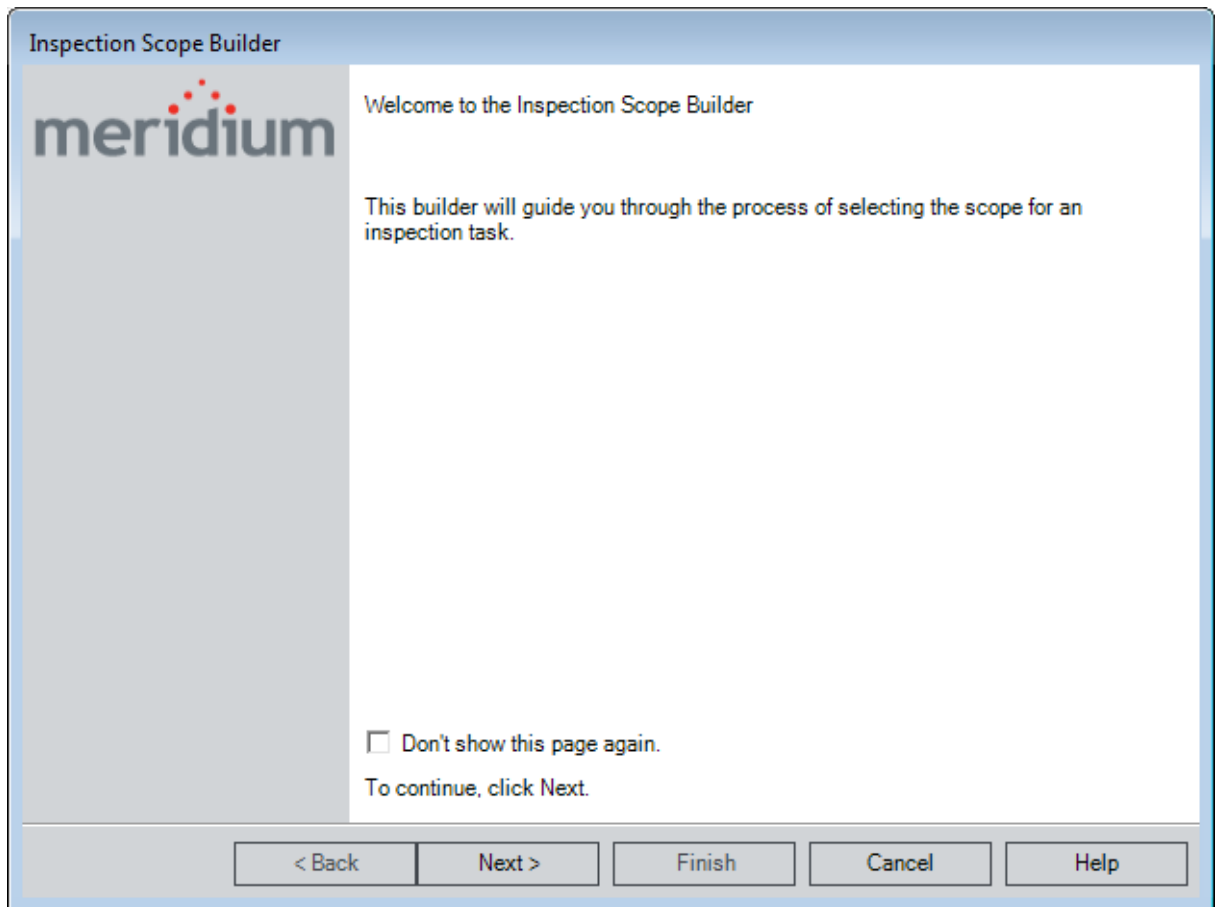 Inspection Scope Builder
meridium
Welcome to the Inspection Scope Builder
This builder will guide you through the process of selecting the scope for an
inspection task.
Don't show this page again.
To continue, click Next.
< Back Next > Finish Cancel Help